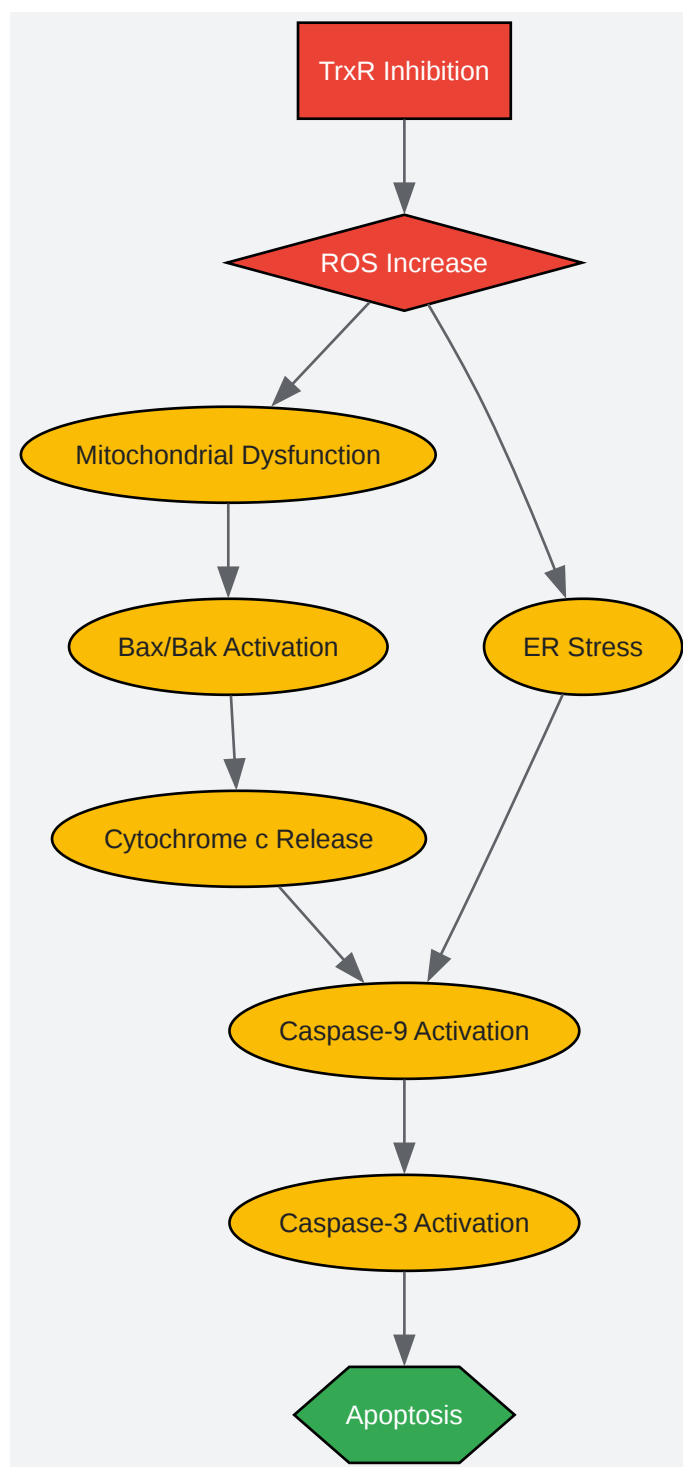 TrxR Inhibition
ROS Increase
Mitochondrial Dysfunction
Bax/Bak Activation
ER Stress
Cytochrome c Release
Caspase-9 Activation
Caspase-3 Activation
Apoptosis